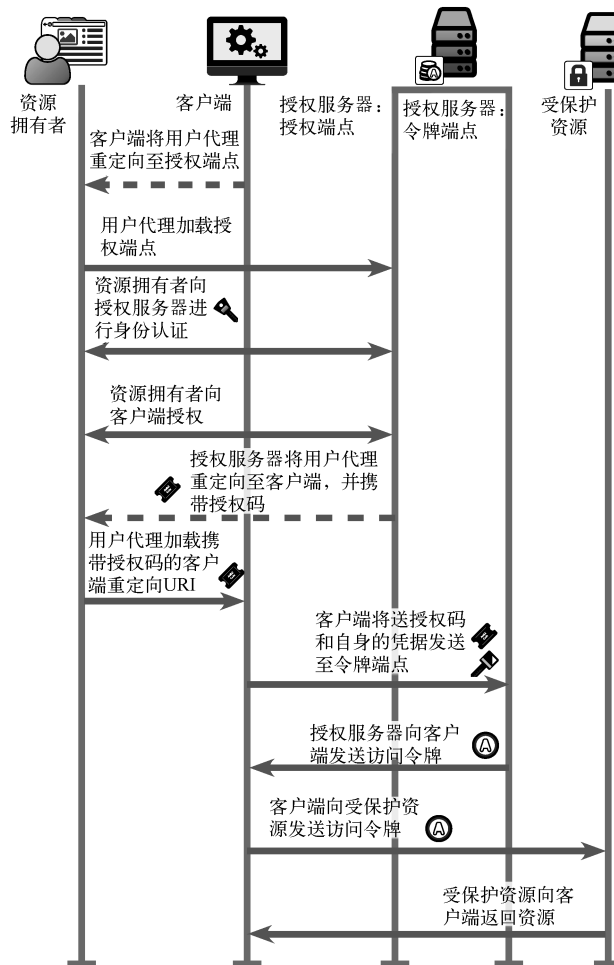 资源
拥有者
客户端
授权服务器：
授权端点
授权服务器：
令牌端点
受保护
资源
客户端将用户代理
重定向至授权端点
用户代理加载授
权端点
资源拥有者向
授权服务器进
行身份认证
资源拥有者向
客户端授权
授权服务器将用户代理
重定向至客户端，并携
带授权码
用户代理加载携
带授权码的客户
端重定向URI
客户端将送授权码
和自身的凭据发送
至令牌端点
授权服务器向客户
端发送访问令牌
A
客户端向受保护资
源发送访问令牌
A
受保护资源向客
户端返回资源